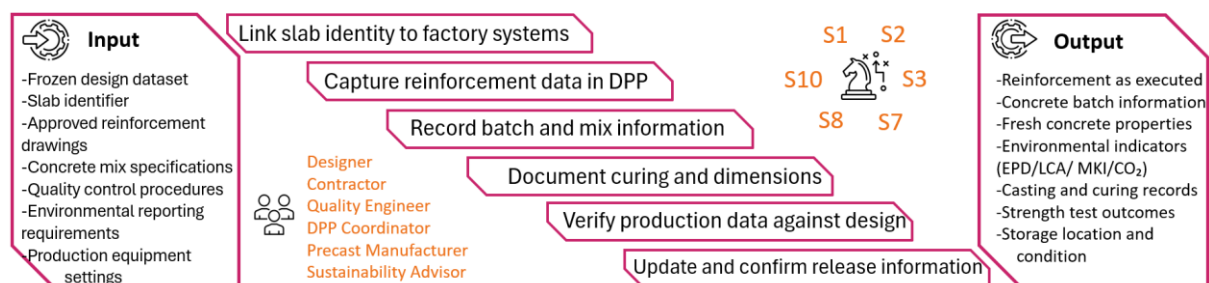 Input
-Frozen design dataset
-Slab identifier
-Approved reinforcement
drawings
-Concrete mix specifications
-Quality control procedures
-Environmental reporting
requirements
-Production equipment
settings
Link slab identity to factory systems
Capture reinforcement data in DPP
Record batch and mix information
Document curing and dimensions
Verify production data against design
Update and confirm release information
Designer
Contractor
Quality Engineer
DPP Coordinator
Precast Manufacturer
Sustainability Advisor
S1 S2
S10 S3
S8 S7
Output
-Reinforcement as executed
-Concrete batch information
-Fresh concrete properties
-Environmental indicators
(EPD/LCA/ MKI/CO₂)
-Casting and curing records
-Strength test outcomes
-Storage location and
condition